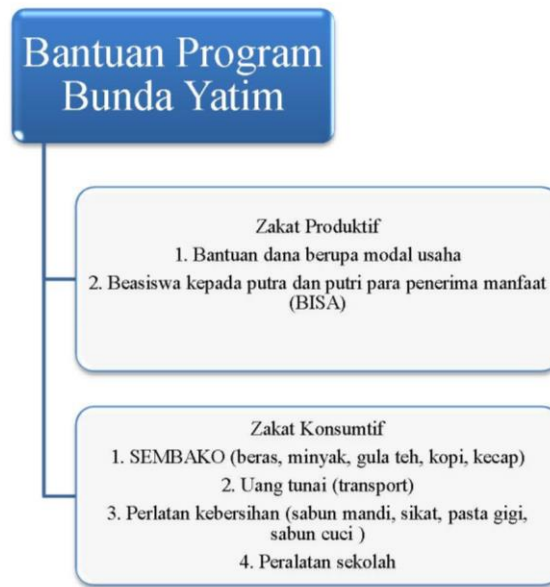 Bantuan Program
Bunda Yatim
Zakat Produktif
1. Bantuan dana berupa modal usaha
2. Beasiswa kepada putra dan putri para penerima manfaat
(BISA)
Zakat Konsumtif
1. SEMBAKO (beras, minyak, gula teh, kopi, kecap)
2. Uang tunai (transport)
3. Perlatan kebersihan (sabun mandi, sikat, pasta gigi,
sabun cuci )
4. Peralatan sekolah